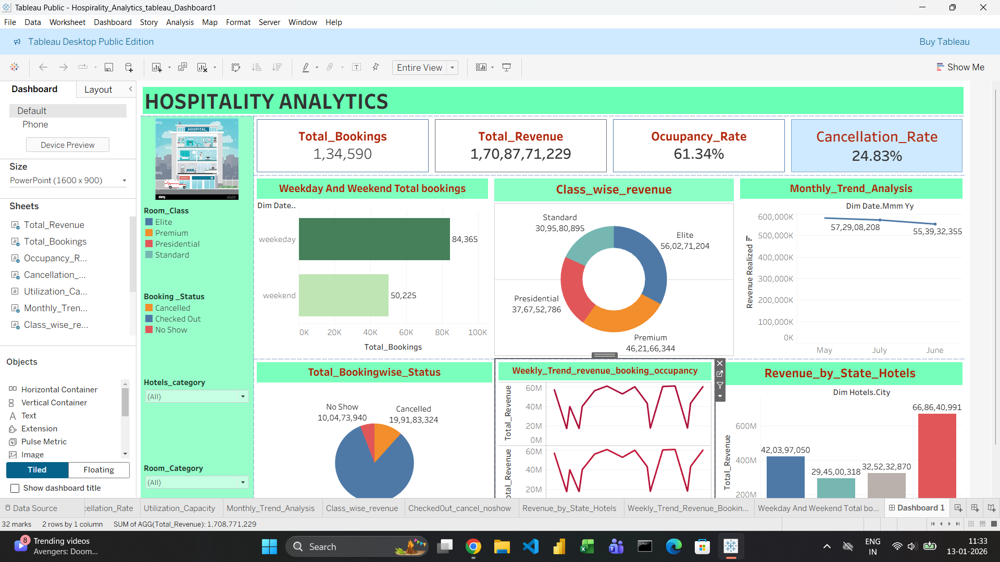 Tableau Public - Hospirality_Analytics_tableau_Dashboard1
File Data Worksheet Dashboard Story Analysis Map Format Server Window Help
Tableau Desktop Public Edition
Buy Tableau
Entire View
Show Me
Dashboard
Layout
Default
Phone
Device Preview
Size
PowerPoint (1600 x 900)
Sheets
Total_Revenue
Total_Bookings
Occupancy_R...
Cancellation_...
Utilization_Ca...
Monthly_Tren...
Class_wise_re...
Objects
Horizontal Container
Vertical Container
Text
Extension
Pulse Metric
Image
Tiled
Floating
Show dashboard title
HOSPITALITY ANALYTICS
HOSPITAL
alamy
Room_Class
Elite
Premium
Presidential
Standard
Booking _Status
Cancelled
Checked Out
No Show
Hotels_category
(All)
Room_Category
(All)
Total_Bookings
1,34,590
Total_Revenue
1,70,87,71,229
Ocuupancy_Rate
61.34%
Cancellation_Rate
24.83%
Weekday And Weekend Total bookings
Dim Date..
weekeday
84,365
weekend
50,225
0K 20K 40K 60K 80K 100K
Total_Bookings
Class_wise_revenue
Standard
30,95,80,895
Elite
56,02,71,204
Presidential
37,67,52,786
Premium
46,21,66,344
Monthly_Trend_Analysis
Dim Date.Mmm Yy
Revenue Realized
600,000K
500,000K
400,000K
300,000K
200,000K
100,000K
0K
57,29,08,208
55,39,32,355
May July June
Total_Bookingwise_Status
No Show
10,04,73,940
Cancelled
19,91,83,324
Weekly_Trend_revenue_booking_occupancy
Total_Revenue
60M
40M
20M
0M
otal_Revenue
60M
40M
20M
Revenue_by_State_Hotels
Dim Hotels.City
Total_Revenue
600M
400M
200M
42,03,97,050
29,45,00,318
32,52,32,870
66,86,40,991
Data Source
cellation_Rate
Utilization_Capacity
Monthly_Trend_Analysis
Class_wise_revenue
CheckedOut_cancel_noshow
Revenue_by_State_Hotels
Weekly_Trend_Revenue_Bookin...
Weekday And Weekend Total bo...
Dashboard 1
32 marks
2 rows by 1 column
SUM of AGG(Total_Revenue): 1,708,771,229
8
Trending videos
Avengers: Doom...
Search
ENG
IN
11:33
13-01-2026